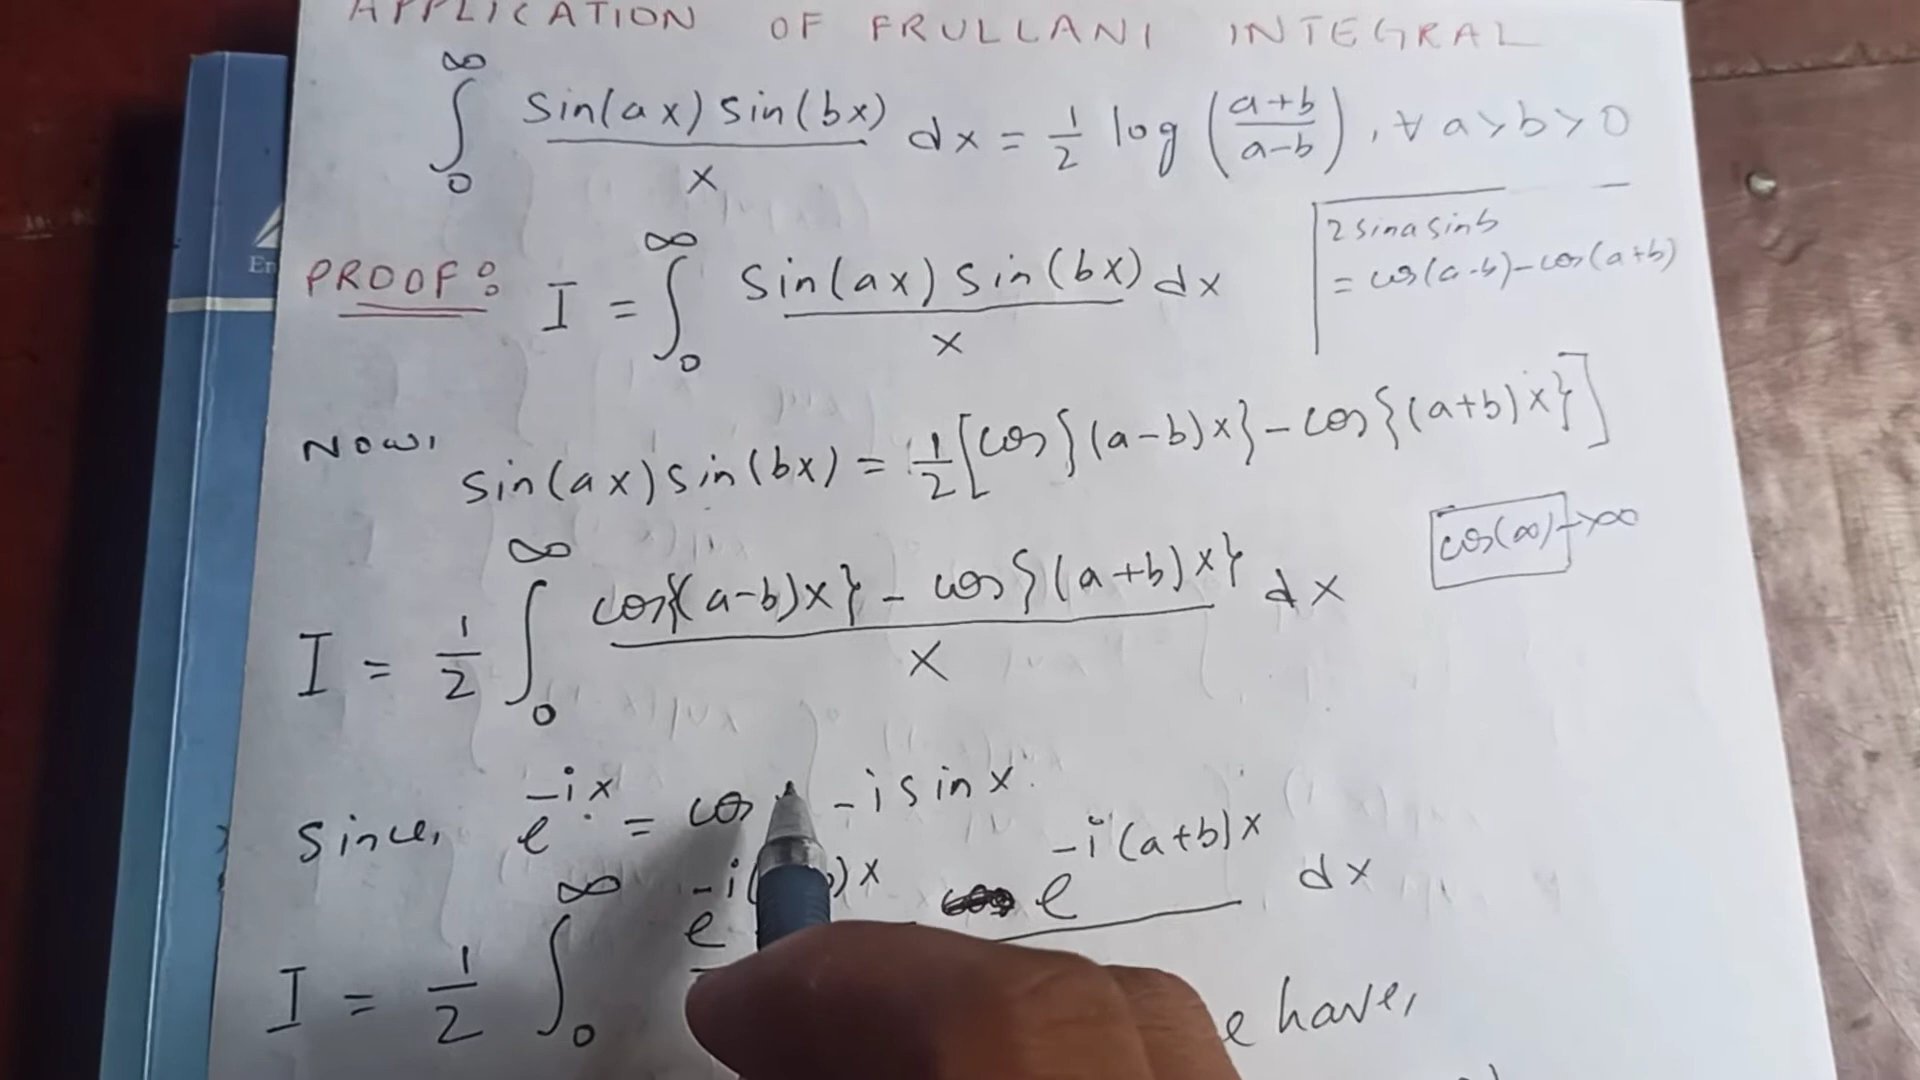 APPLICATION OF FRULLANI INTEGRAL
∫₀^∞ sin(ax) sin(bx) / x dx = 1/2 log (a+b / a-b), ∀ a>b>0
2 sina sinb
= cos(a-b) - cos(a+b)
PROOF: I = ∫₀^∞ sin(ax) sin(bx) / x dx
NOW, sin(ax) sin(bx) = 1/2 [cos{(a-b)x} - cos{(a+b)x}]
cos(∞) → ∞
I = 1/2 ∫₀^∞ cos{(a-b)x} - cos{(a+b)x} / x dx
Since, e^(-ix) = cos - i sin x
I = 1/2 ∫₀^∞ e^(-i( )x) e^(-i(a+b)x) dx
have,
En